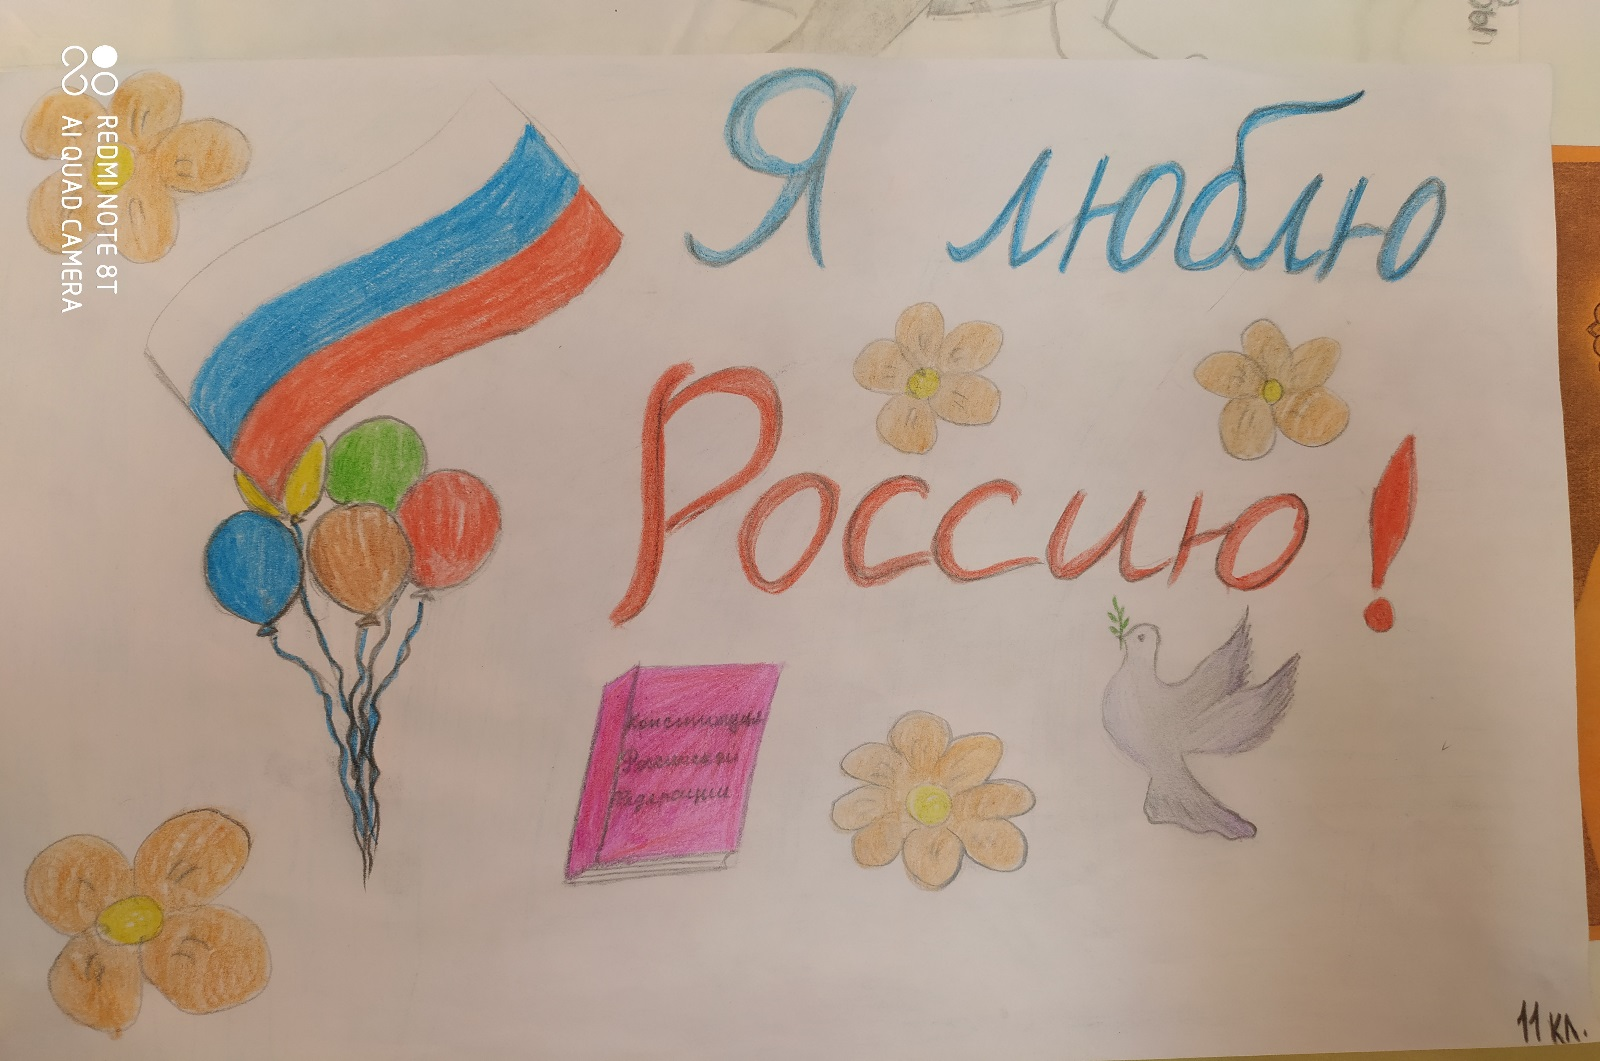 Я люблю
Россию!
Конституция
Российской
Федерации
11 кл.
REDMI NOTE 8T
AI QUAD CAMERA